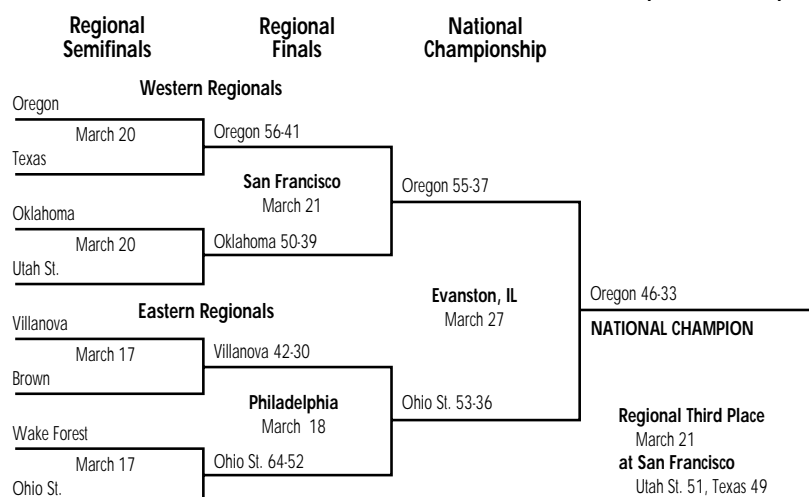 Regional
Semifinals
Regional
Finals
National
Championship
Western Regionals
Oregon
March 20
Texas
Oregon 56-41
San Francisco
March 21
Oklahoma
March 20
Utah St.
Oklahoma 50-39
Oregon 55-37
Evanston, IL
March 27
Oregon 46-33
NATIONAL CHAMPION
Eastern Regionals
Villanova
March 17
Brown
Villanova 42-30
Philadelphia
March 18
Wake Forest
March 17
Ohio St.
Ohio St. 64-52
Ohio St. 53-36
Regional Third Place
March 21
at San Francisco
Utah St. 51, Texas 49